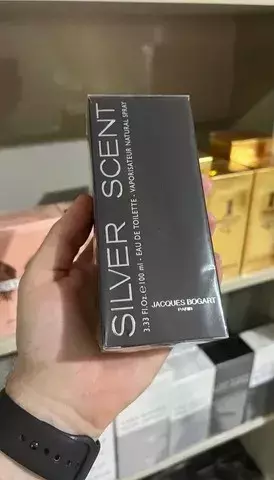 SILVER SCENT
3.33 Fl.Oz. e 100 ml - EAU DE TOILETTE - VAPORISATEUR NATURAL SPRAY
JACQUES BOGART
PARIS